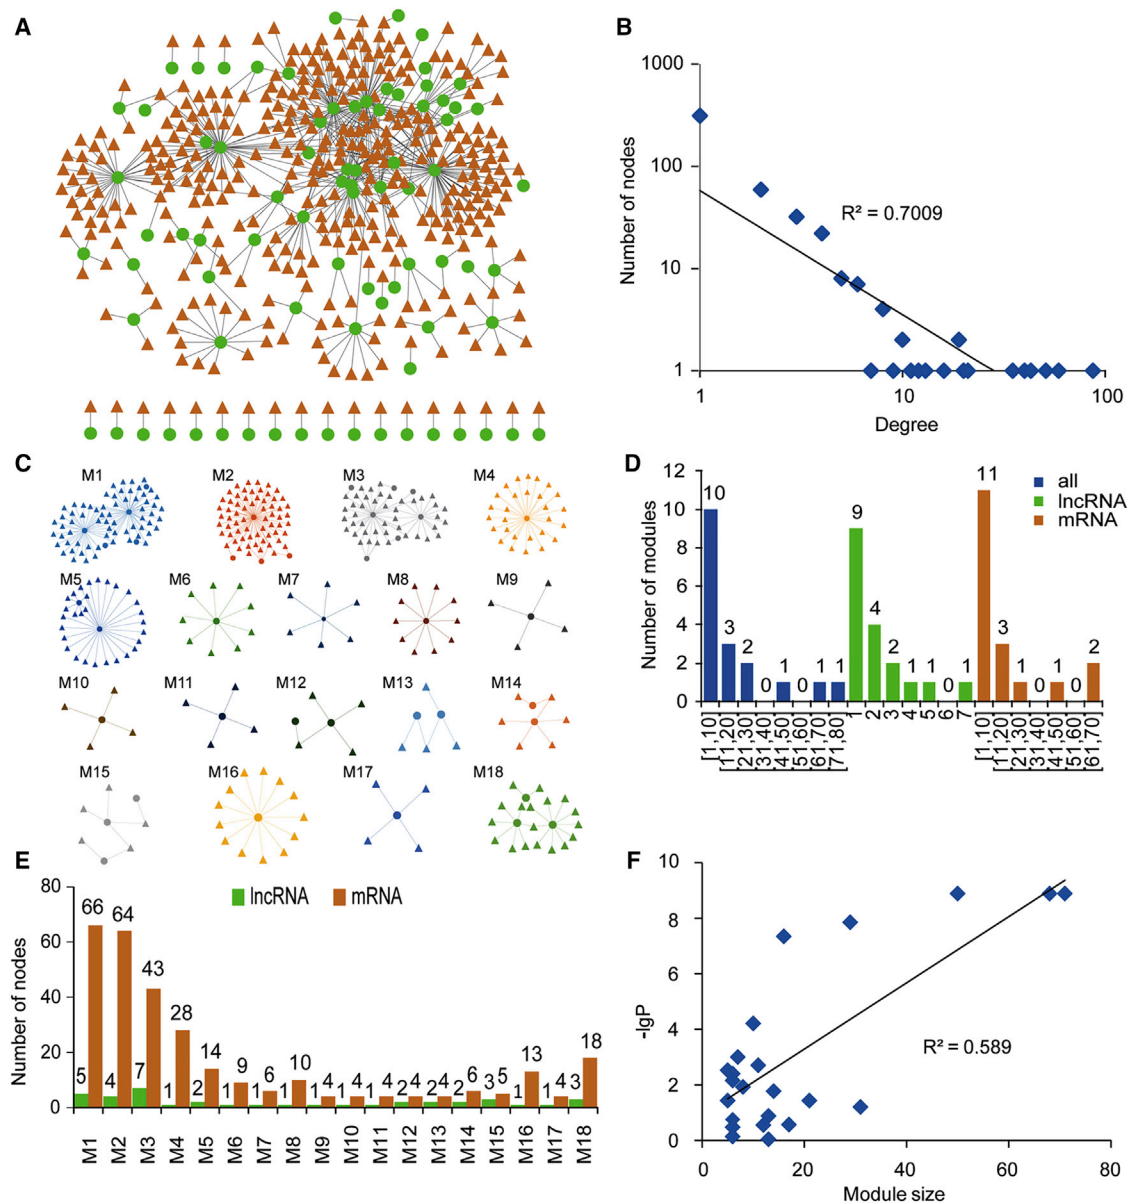 A
B
1000
100
10
1
Number of nodes
R² = 0.7009
1 10 100
Degree
C
M1 M2 M3 M4
M5 M6 M7 M8 M9
M10 M11 M12 M13 M14
M15 M16 M17 M18
D
12
10
8
6
4
2
0
Number of modules
all
lncRNA
mRNA
10 3 2 0 1 0 1 1 9 4 2 1 1 0 1 11 3 1 0 1 0 2
[1,10] [11,20] [21,30] [31,40] [41,50] [51,60] [61,70] [71,80] 1 2 3 4 5 6 7 [1,10] [11,20] [21,30] [31,40] [41,50] [51,60] [61,70]
E
80
60
40
20
0
Number of nodes
lncRNA mRNA
5 66 4 64 7 43 1 28 2 14 1 9 1 6 1 10 1 4 1 4 1 4 2 4 2 4 2 6 3 5 1 13 1 4 3 18
M1 M2 M3 M4 M5 M6 M7 M8 M9 M10 M11 M12 M13 M14 M15 M16 M17 M18
F
10
8
6
4
2
0
-lgP
R² = 0.589
0 20 40 60 80
Module size